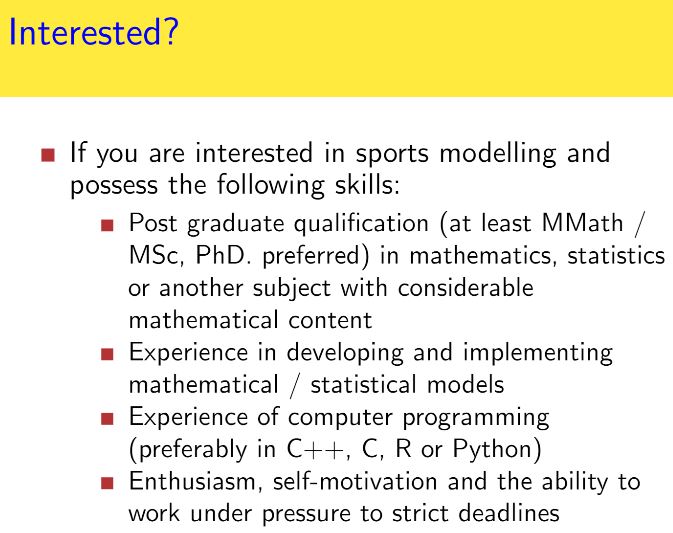 Interested?
If you are interested in sports modelling and
possess the following skills:
Post graduate qualification (at least MMath /
MSc, PhD. preferred) in mathematics, statistics
or another subject with considerable
mathematical content
Experience in developing and implementing
mathematical / statistical models
Experience of computer programming
(preferably in C++, C, R or Python)
Enthusiasm, self-motivation and the ability to
work under pressure to strict deadlines